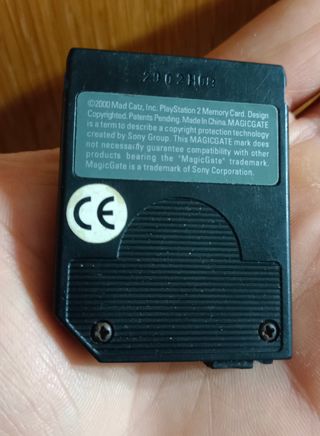 ©2000 Mad Catz, Inc. PlayStation 2 Memory Card. Design
Copyrighted. Patents Pending. Made In China. MAGICGATE
is a term to describe a copyright protection technology
created by Sony Group. This MAGICGATE mark does
not necessarily guarantee compatibility with other
products bearing the "MagicGate" trademark.
MagicGate is a trademark of Sony Corporation.
CE